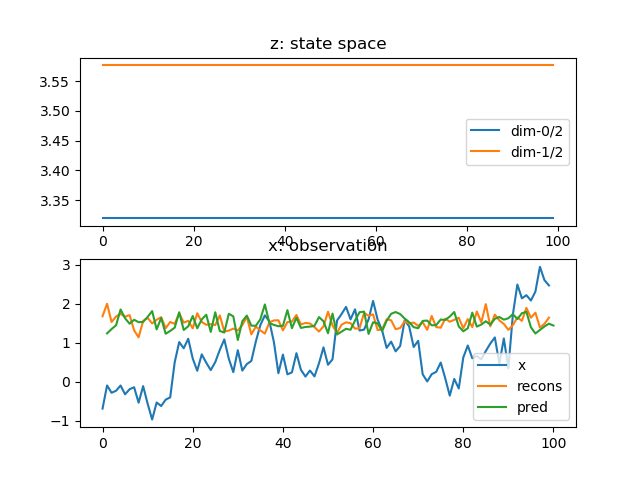 z: state space
3.55
3.50
3.45
3.40
3.35
dim-0/2
dim-1/2
0 20 40 60 80 100
x: observation
3
2
1
0
−1
x
recons
pred
0 20 40 60 80 100